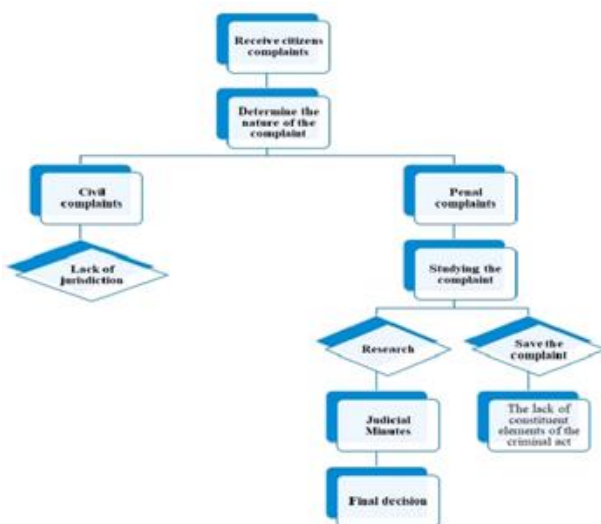 Receive citizens
complaints
Determine the
nature of the
complaint
Civil
complaints
Penal
complaints
Lack of
jurisdiction
Studying the
complaint
Research
Save the
complaint
Judicial
Minutes
The lack of
constituent
elements of the
criminal act
Final decision